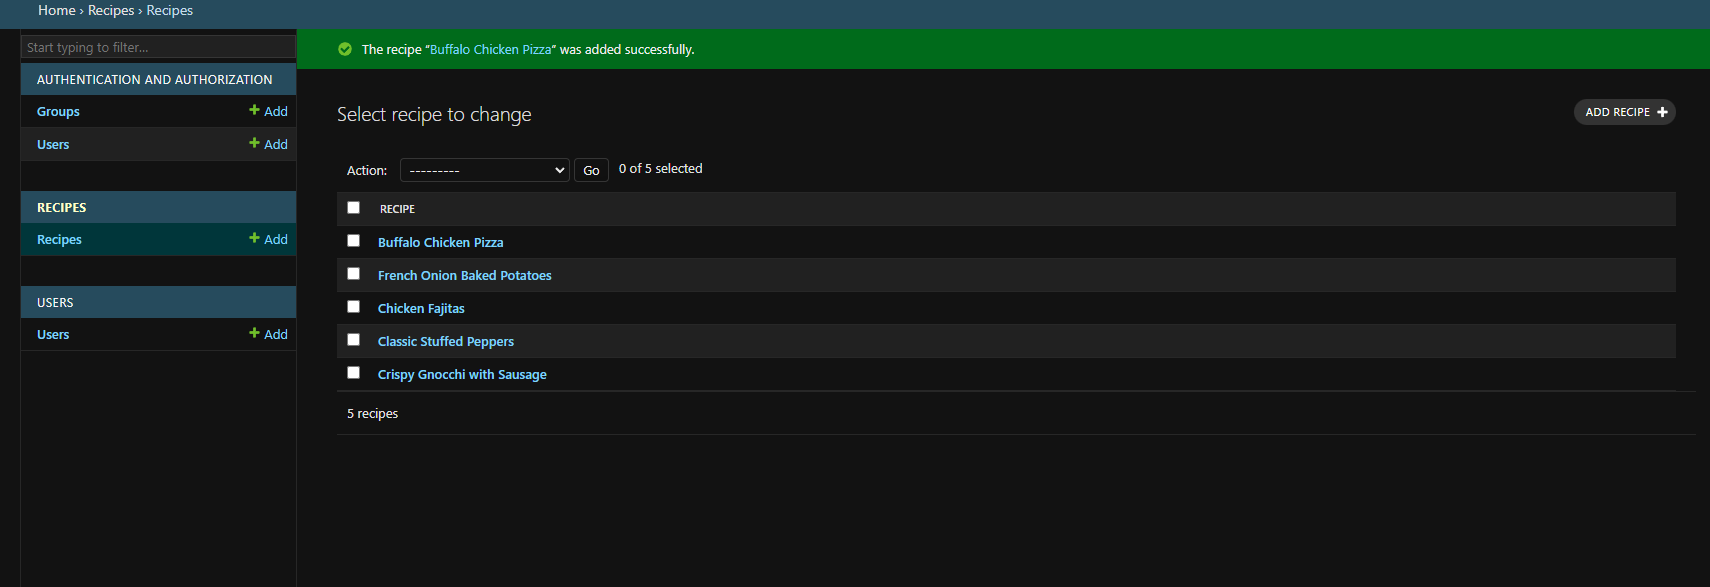 Home › Recipes › Recipes
Start typing to filter...
AUTHENTICATION AND AUTHORIZATION
Groups + Add
Users + Add
RECIPES
Recipes + Add
USERS
Users + Add
The recipe “Buffalo Chicken Pizza” was added successfully.
Select recipe to change
ADD RECIPE +
Action: --------- Go 0 of 5 selected
RECIPE
Buffalo Chicken Pizza
French Onion Baked Potatoes
Chicken Fajitas
Classic Stuffed Peppers
Crispy Gnocchi with Sausage
5 recipes